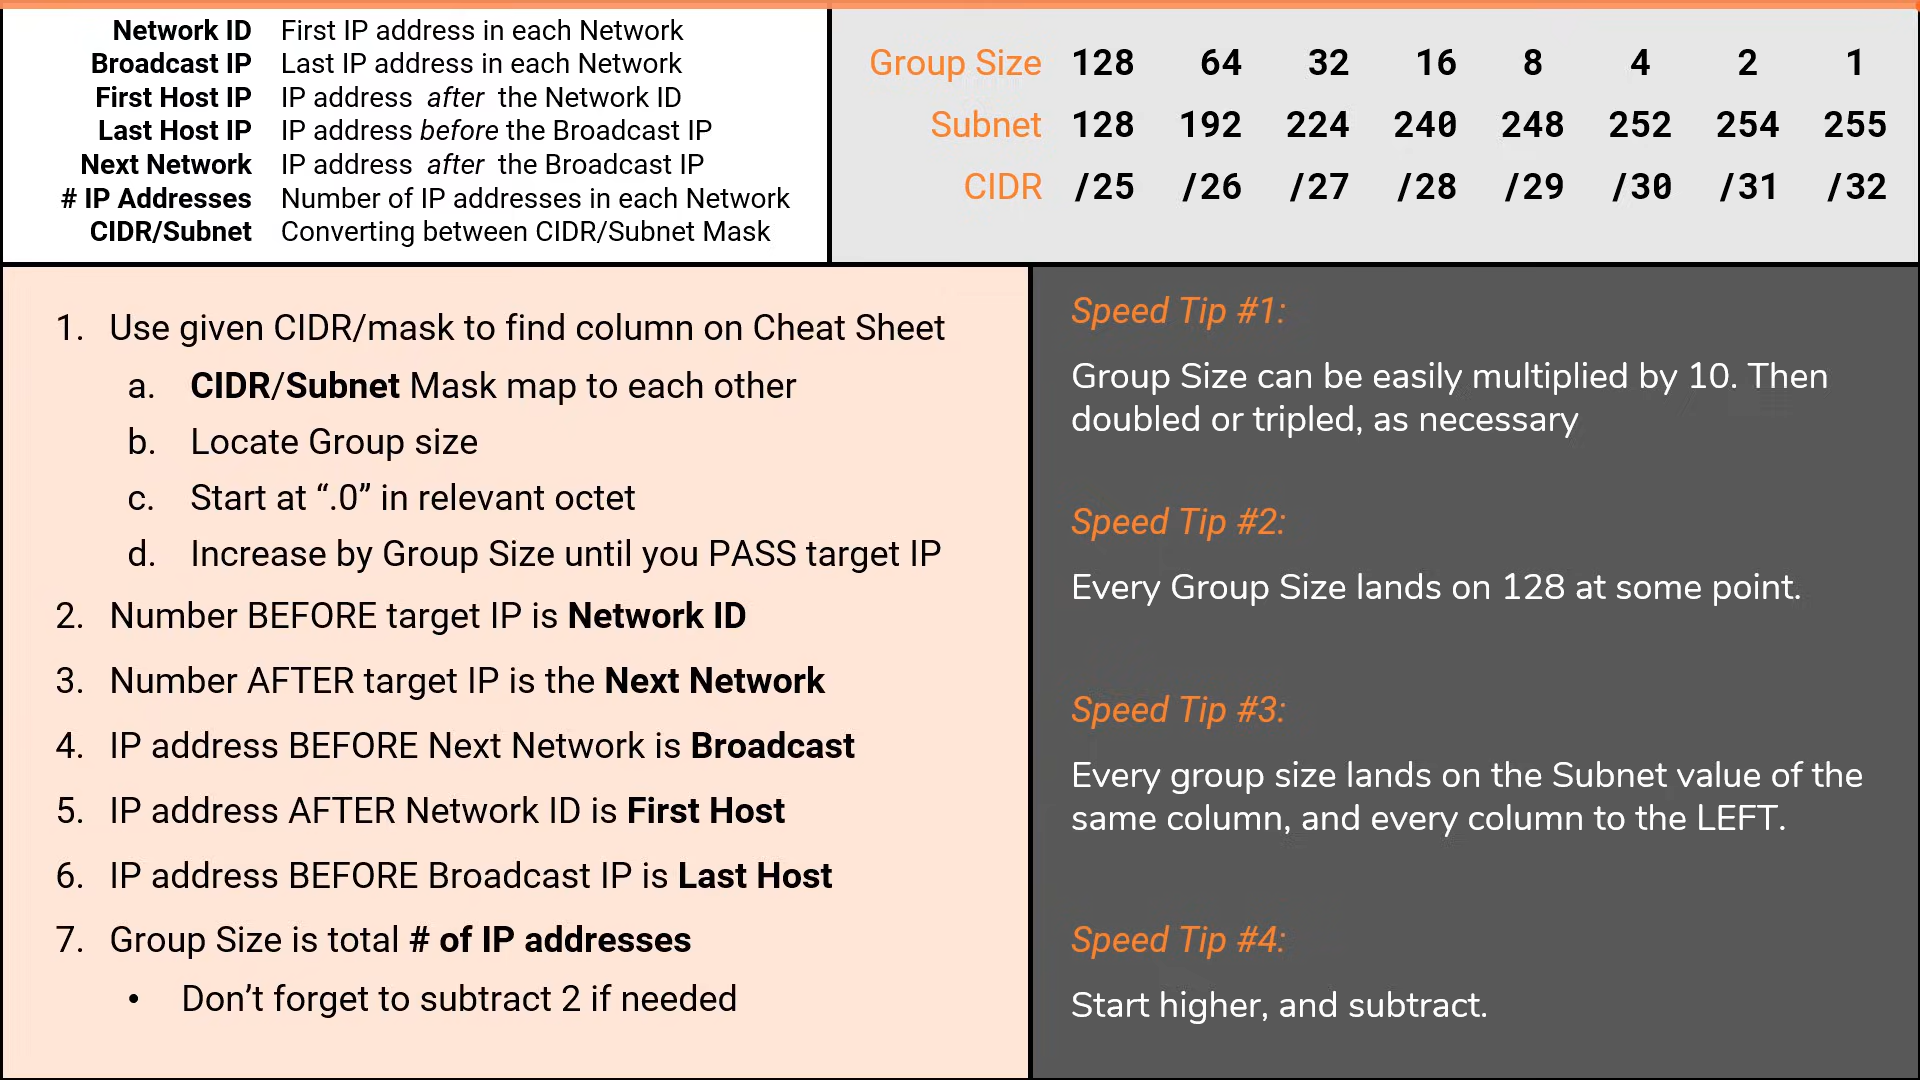 Network ID First IP address in each Network
Broadcast IP Last IP address in each Network
First Host IP IP address after the Network ID
Last Host IP IP address before the Broadcast IP
Next Network IP address after the Broadcast IP
# IP Addresses Number of IP addresses in each Network
CIDR/Subnet Converting between CIDR/Subnet Mask
Group Size 128 64 32 16 8 4 2 1
Subnet 128 192 224 240 248 252 254 255
CIDR /25 /26 /27 /28 /29 /30 /31 /32
1. Use given CIDR/mask to find column on Cheat Sheet
a. CIDR/Subnet Mask map to each other
b. Locate Group size
c. Start at “.0” in relevant octet
d. Increase by Group Size until you PASS target IP
2. Number BEFORE target IP is Network ID
3. Number AFTER target IP is the Next Network
4. IP address BEFORE Next Network is Broadcast
5. IP address AFTER Network ID is First Host
6. IP address BEFORE Broadcast IP is Last Host
7. Group Size is total # of IP addresses
• Don’t forget to subtract 2 if needed
Speed Tip #1:
Group Size can be easily multiplied by 10. Then
doubled or tripled, as necessary
Speed Tip #2:
Every Group Size lands on 128 at some point.
Speed Tip #3:
Every group size lands on the Subnet value of the
same column, and every column to the LEFT.
Speed Tip #4:
Start higher, and subtract.